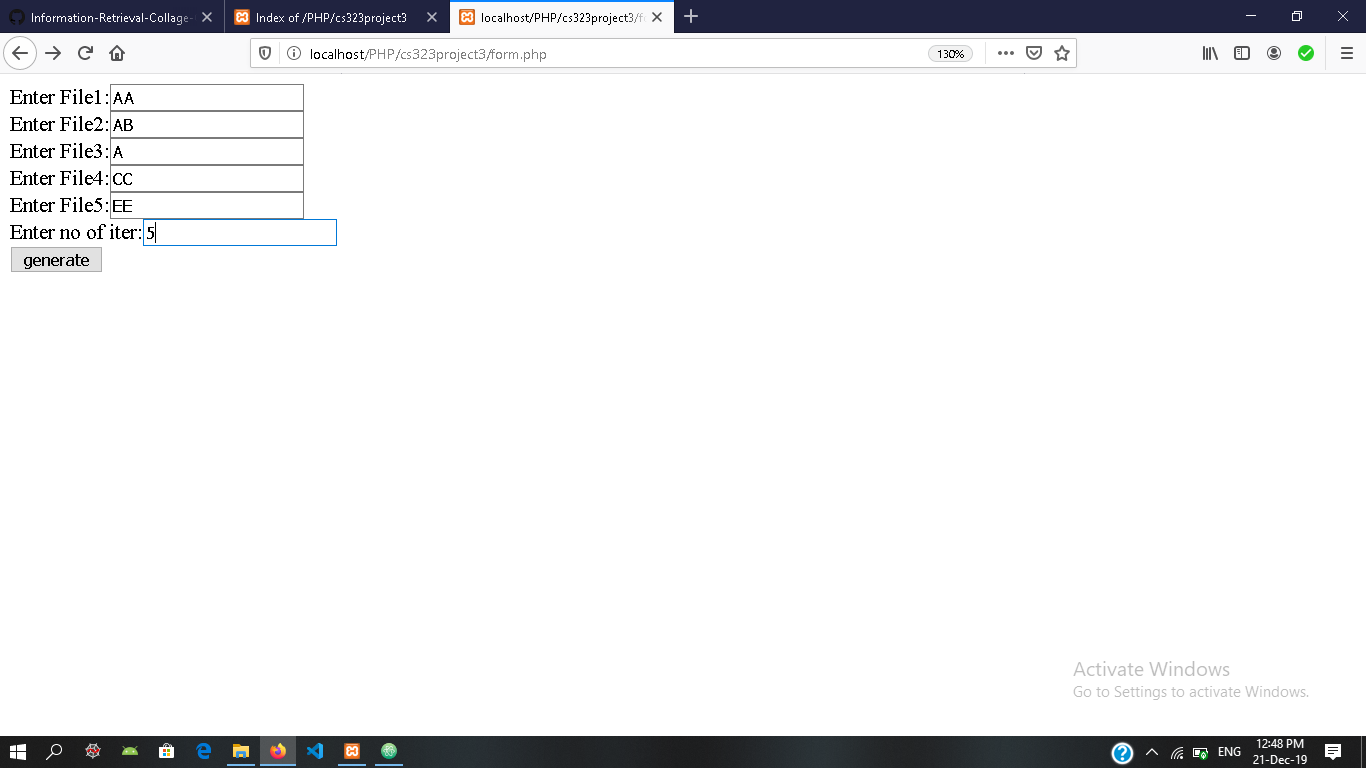 Information-Retrieval-Collage-
Index of /PHP/cs323project3
localhost/PHP/cs323project3/f
localhost/PHP/cs323project3/form.php
130%
Enter File1: AA
Enter File2: AB
Enter File3: A
Enter File4: CC
Enter File5: EE
Enter no of iter: 5
generate
Activate Windows
Go to Settings to activate Windows.
ENG
12:48 PM
21-Dec-19